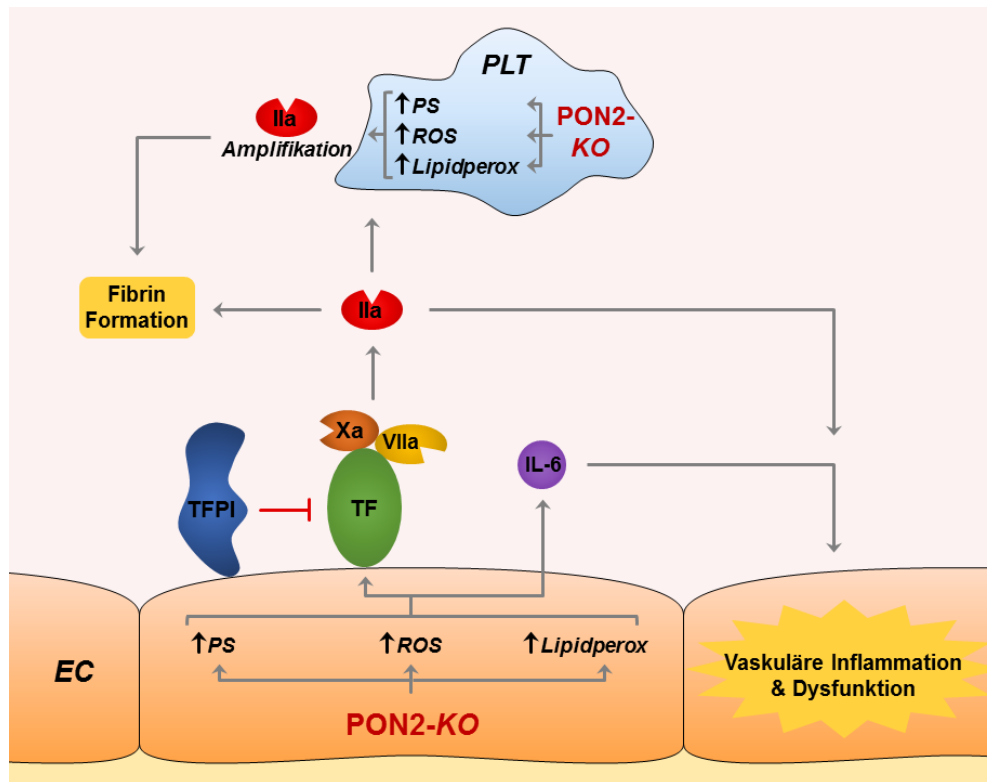 PLT
↑PS
↑ROS
↑Lipidperox
PON2-
KO
IIa
Amplifikation
Fibrin
Formation
IIa
Xa
VIIa
TFPI
TF
IL-6
↑PS
↑ROS
↑Lipidperox
EC
PON2-KO
Vaskuläre Inflammation
& Dysfunktion